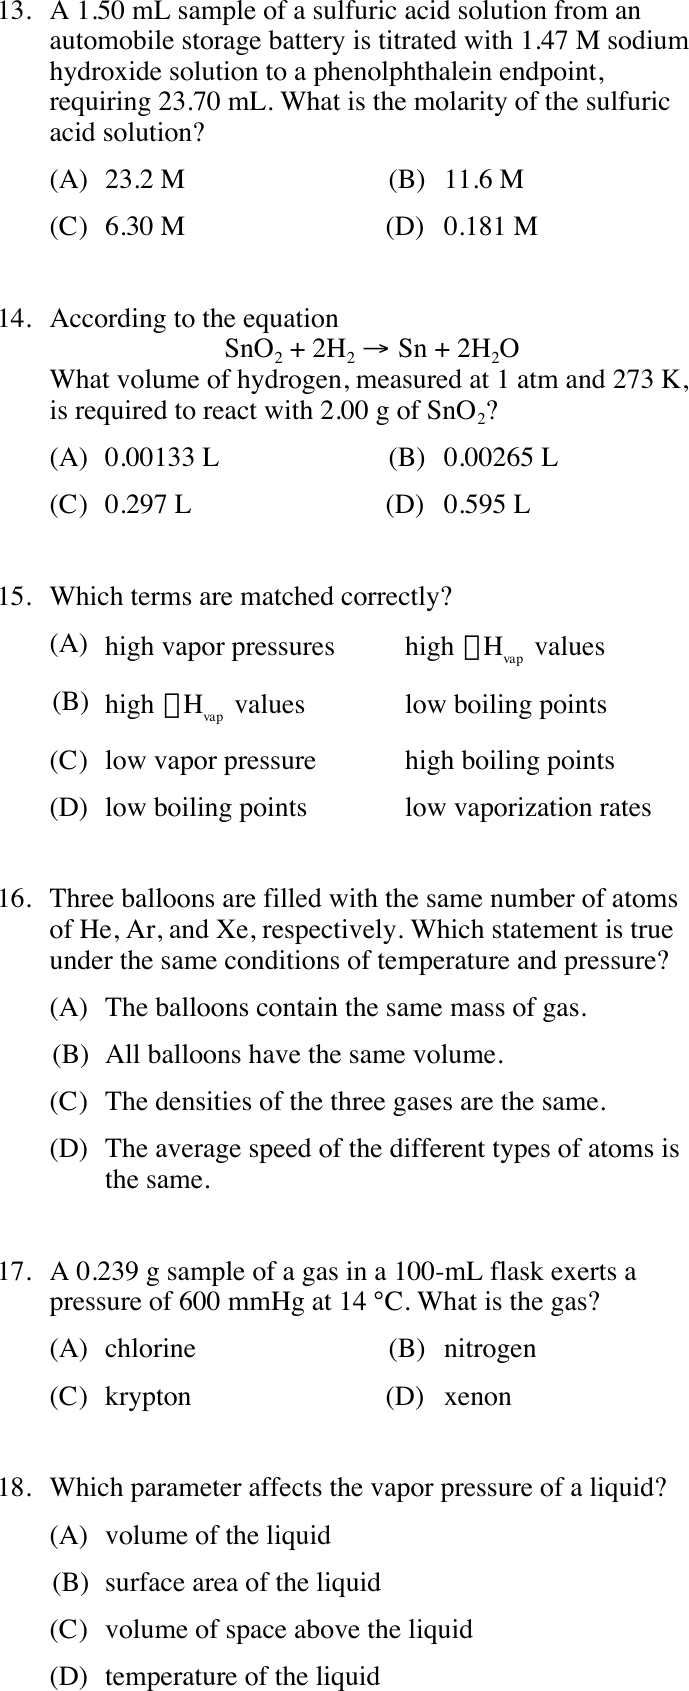 13. A 1.50 mL sample of a sulfuric acid solution from an
automobile storage battery is titrated with 1.47 M sodium
hydroxide solution to a phenolphthalein endpoint,
requiring 23.70 mL. What is the molarity of the sulfuric
acid solution?
(A) 23.2 M (B) 11.6 M
(C) 6.30 M (D) 0.181 M
14. According to the equation
SnO₂ + 2H₂ → Sn + 2H₂O
What volume of hydrogen, measured at 1 atm and 273 K,
is required to react with 2.00 g of SnO₂?
(A) 0.00133 L (B) 0.00265 L
(C) 0.297 L (D) 0.595 L
15. Which terms are matched correctly?
(A) high vapor pressures high ▯H_vap values
(B) high ▯H_vap values low boiling points
(C) low vapor pressure high boiling points
(D) low boiling points low vaporization rates
16. Three balloons are filled with the same number of atoms
of He, Ar, and Xe, respectively. Which statement is true
under the same conditions of temperature and pressure?
(A) The balloons contain the same mass of gas.
(B) All balloons have the same volume.
(C) The densities of the three gases are the same.
(D) The average speed of the different types of atoms is
the same.
17. A 0.239 g sample of a gas in a 100-mL flask exerts a
pressure of 600 mmHg at 14 °C. What is the gas?
(A) chlorine (B) nitrogen
(C) krypton (D) xenon
18. Which parameter affects the vapor pressure of a liquid?
(A) volume of the liquid
(B) surface area of the liquid
(C) volume of space above the liquid
(D) temperature of the liquid